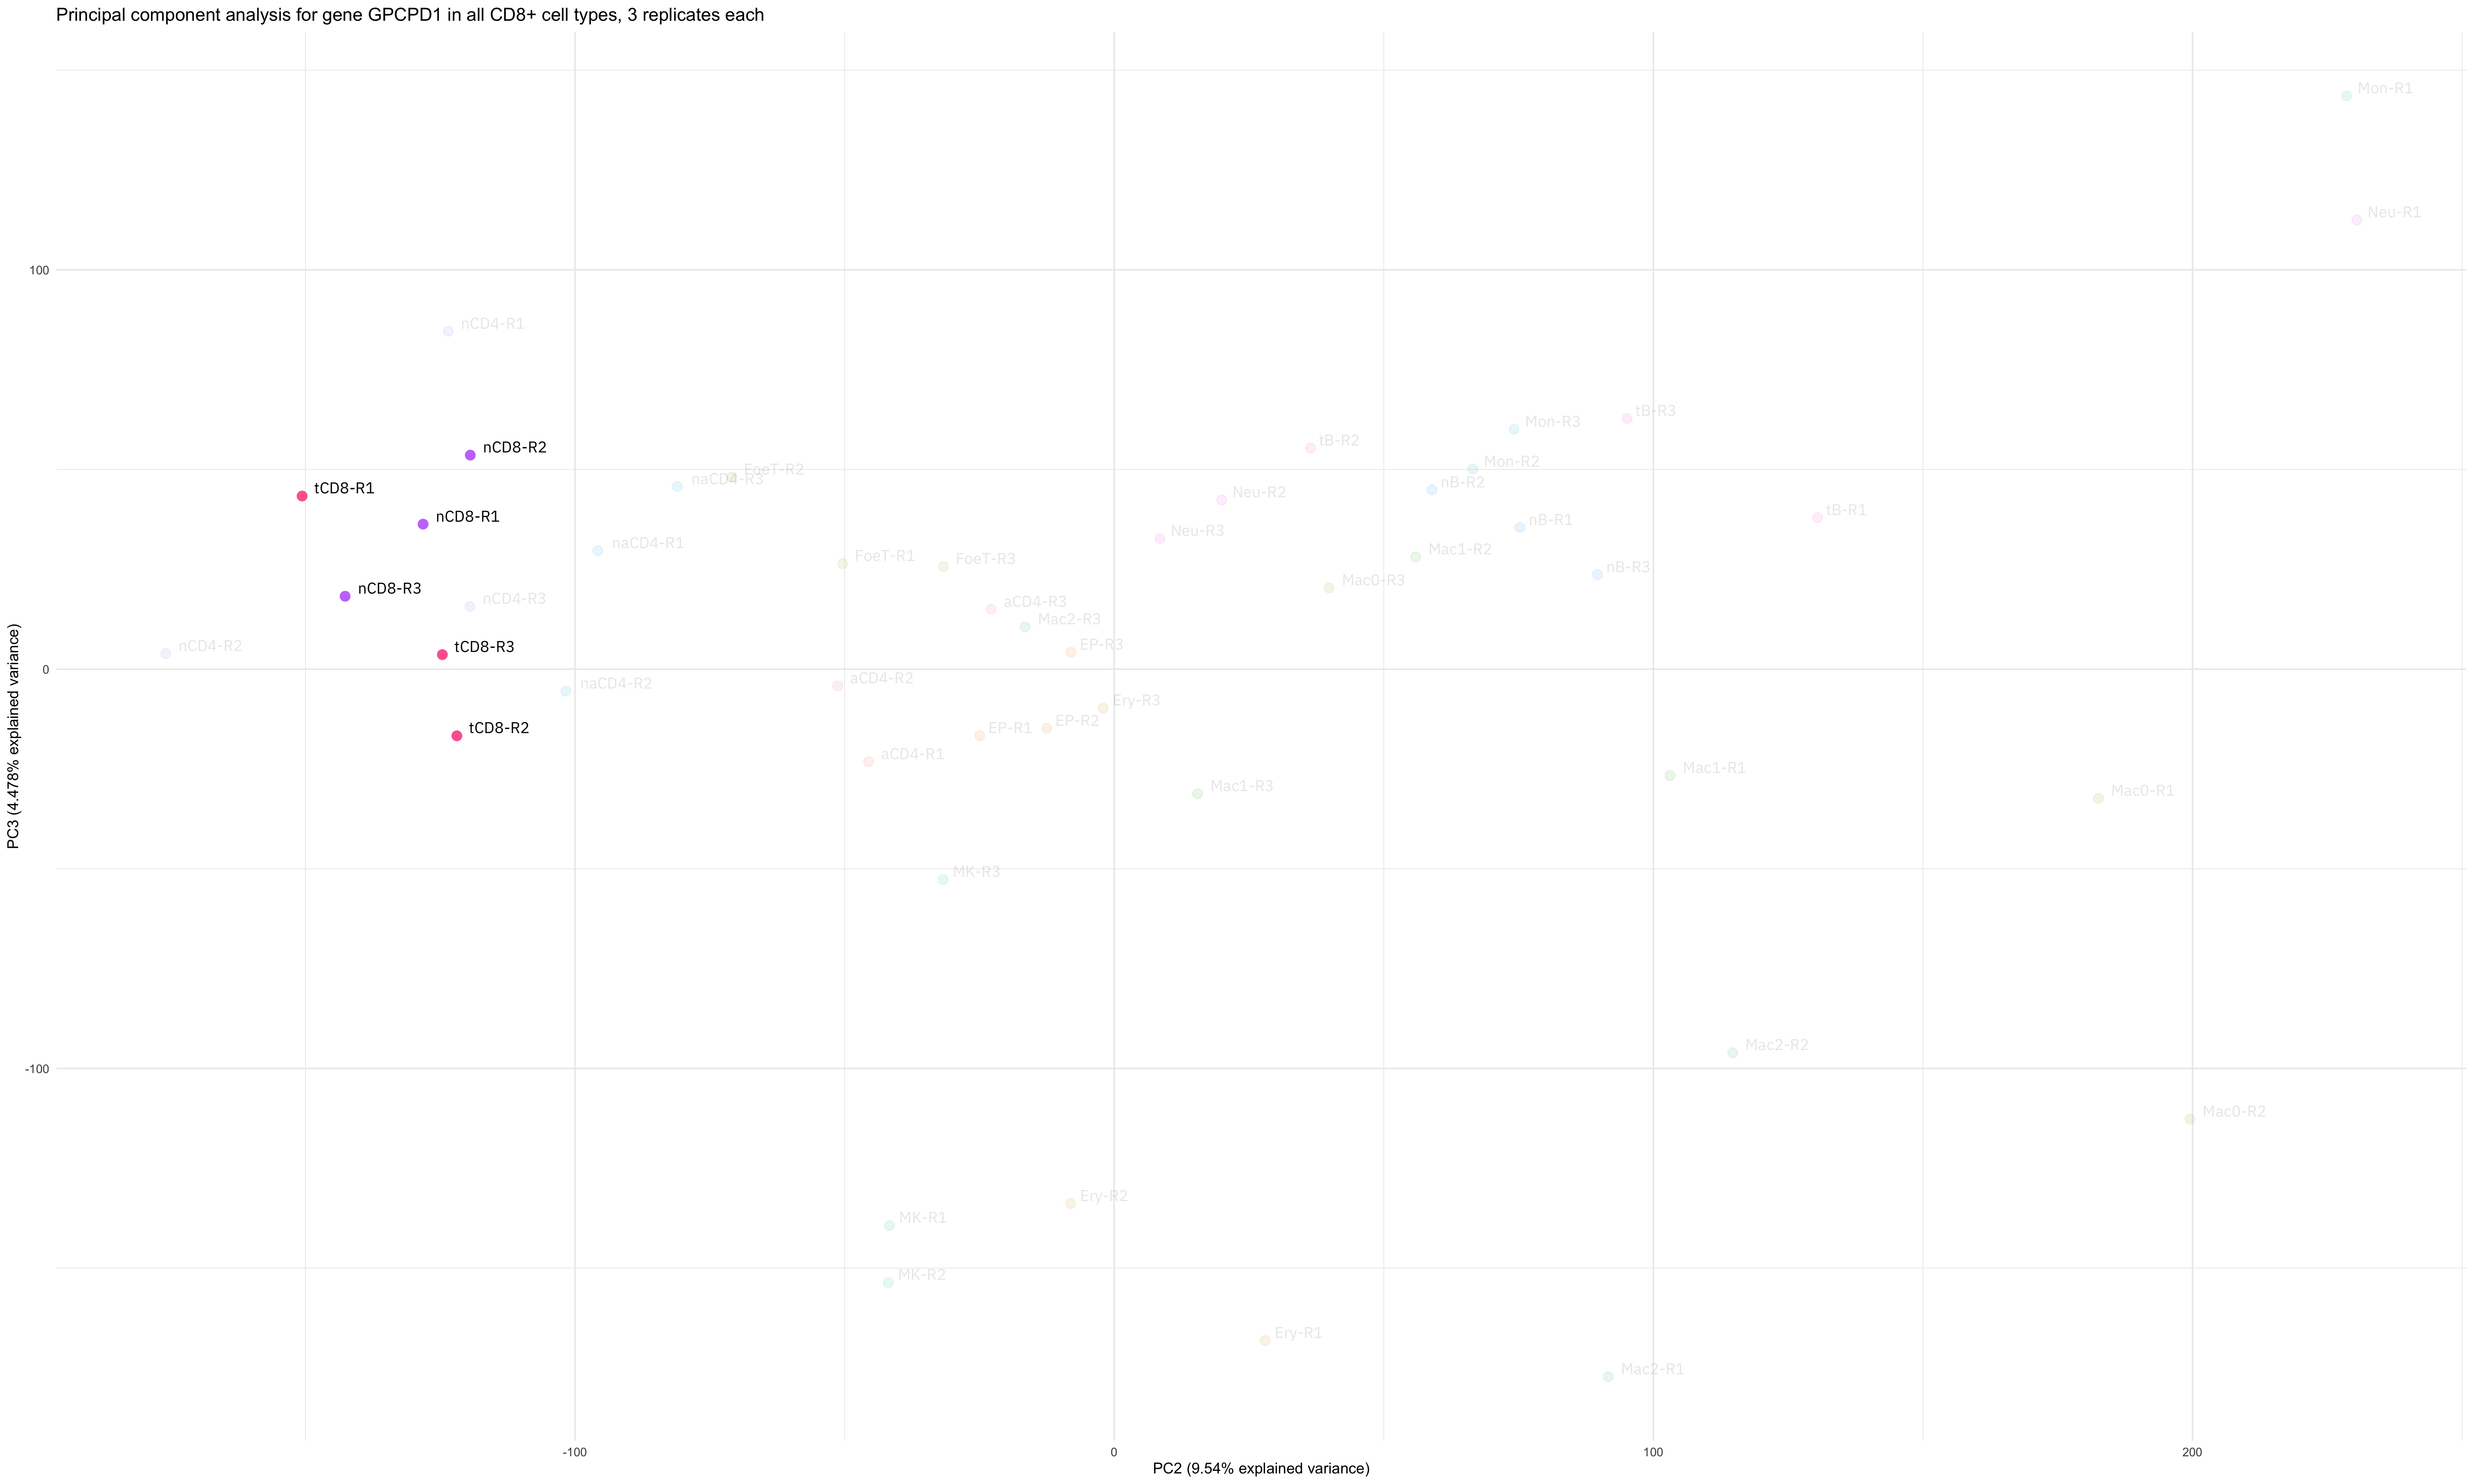 Principal component analysis for gene GPCPD1 in all CD8+ cell types, 3 replicates each
Mon-R1
Neu-R1
100
nCD4-R1
tB-R3
Mon-R3
tB-R2
nCD8-R2
Mon-R2
FoeT-R2
naCD4-R3
nB-R2
tCD8-R1
Neu-R2
tB-R1
nCD8-R1
nB-R1
Neu-R3
naCD4-R1
Mac1-R2
FoeT-R1
FoeT-R3
nB-R3
Mac0-R3
nCD8-R3
nCD4-R3
aCD4-R3
Mac2-R3
nCD4-R2
tCD8-R3
EP-R3
0
naCD4-R2
aCD4-R2
Ery-R3
tCD8-R2
EP-R1
EP-R2
aCD4-R1
Mac1-R1
Mac1-R3
Mac0-R1
PC3 (4.478% explained variance)
MK-R3
Mac2-R2
-100
Mac0-R2
Ery-R2
MK-R1
MK-R2
Ery-R1
Mac2-R1
-100
0
100
200
PC2 (9.54% explained variance)